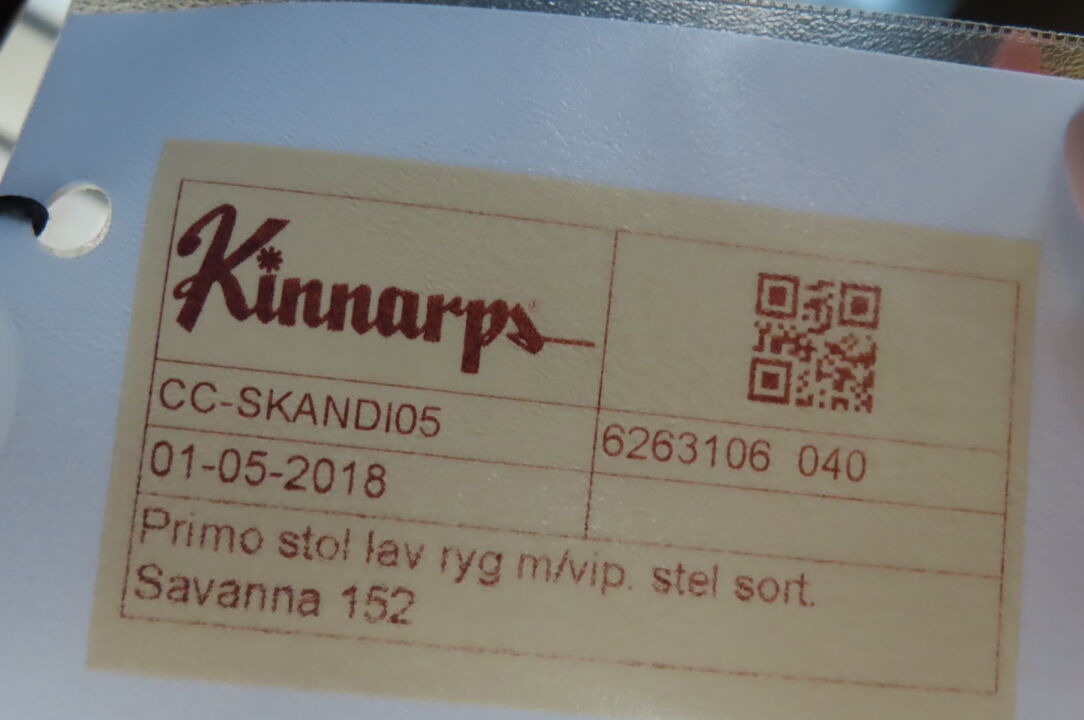 Kinnarps
CC-SKANDI05
6263106 040
01-05-2018
Primo stol lav ryg m/vip. stel sort.
Savanna 152